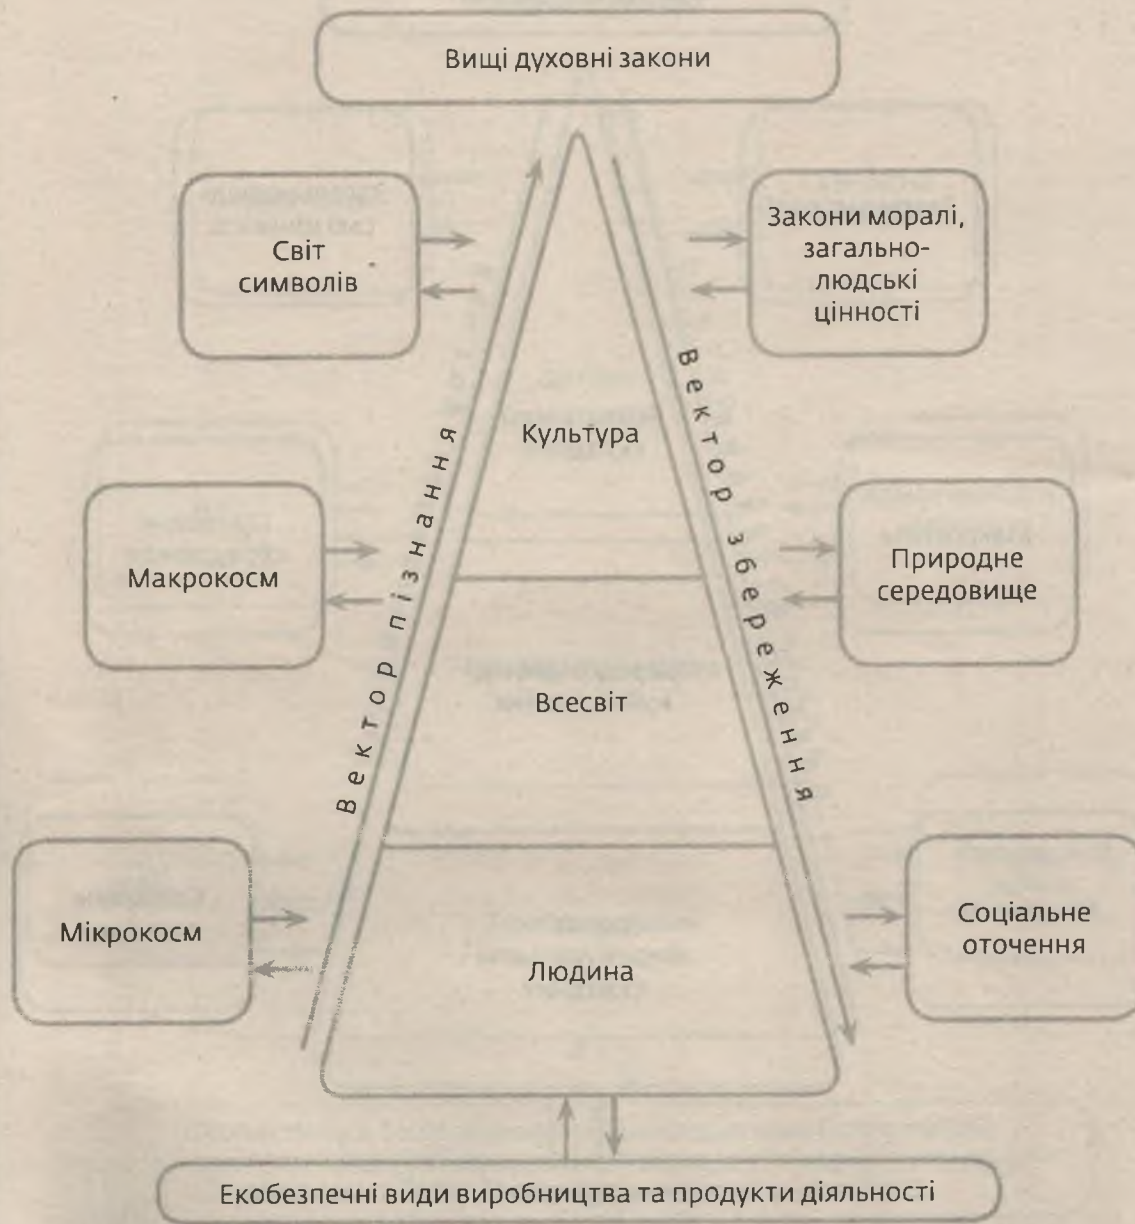 Вищі духовні закони
Світ
символів
Закони моралі,
загально-
людські
цінності
Вектор пізнання
Культура
Вектор збереження
Макрокосм
Природне
середовище
Всесвіт
Мікрокосм
Людина
Соціальне
оточення
Екобезпечні види виробництва та продукти діяльності